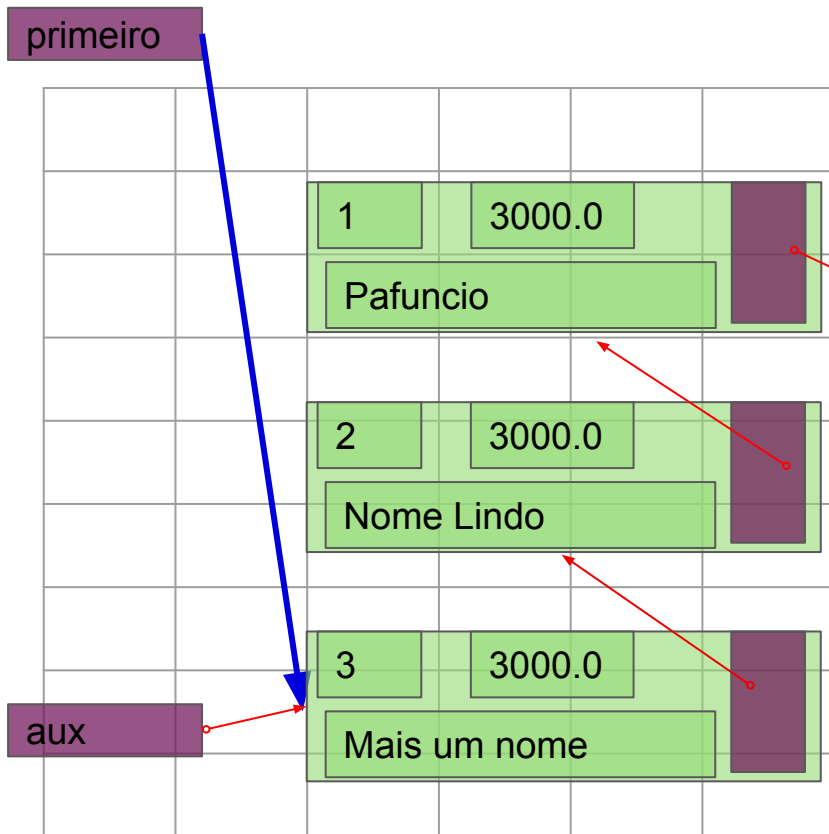 primeiro
1
3000.0
Pafuncio
2
3000.0
Nome Lindo
3
3000.0
aux
Mais um nome